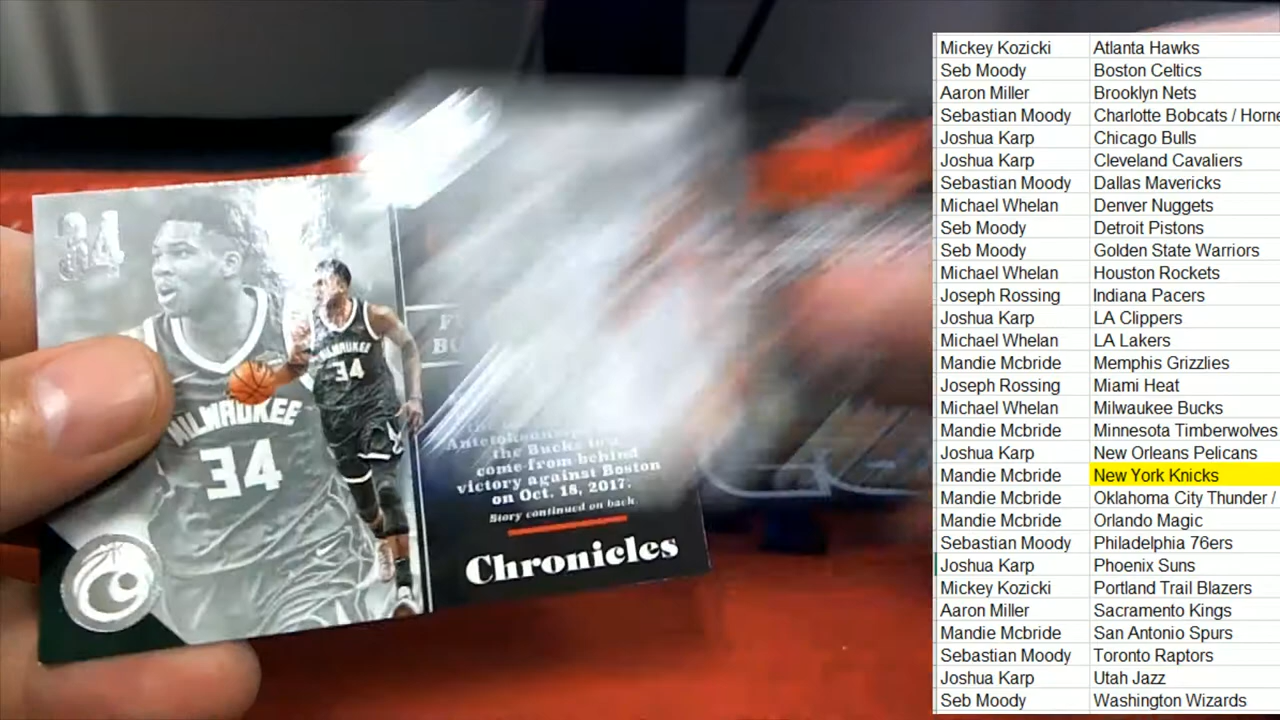 34
MILWAUKEE
34
MILWAUKEE
34
the Bucks to a
come-from-behind
victory against Boston
on Oct. 18, 2017.
Story continued on back.
Chronicles
Mickey Kozicki Atlanta Hawks
Seb Moody Boston Celtics
Aaron Miller Brooklyn Nets
Sebastian Moody Charlotte Bobcats / Horne
Joshua Karp Chicago Bulls
Joshua Karp Cleveland Cavaliers
Sebastian Moody Dallas Mavericks
Michael Whelan Denver Nuggets
Seb Moody Detroit Pistons
Seb Moody Golden State Warriors
Michael Whelan Houston Rockets
Joseph Rossing Indiana Pacers
Joshua Karp LA Clippers
Michael Whelan LA Lakers
Mandie Mcbride Memphis Grizzlies
Joseph Rossing Miami Heat
Michael Whelan Milwaukee Bucks
Mandie Mcbride Minnesota Timberwolves
Joshua Karp New Orleans Pelicans
Mandie Mcbride New York Knicks
Mandie Mcbride Oklahoma City Thunder /
Mandie Mcbride Orlando Magic
Sebastian Moody Philadelphia 76ers
Joshua Karp Phoenix Suns
Mickey Kozicki Portland Trail Blazers
Aaron Miller Sacramento Kings
Mandie Mcbride San Antonio Spurs
Sebastian Moody Toronto Raptors
Joshua Karp Utah Jazz
Seb Moody Washington Wizards